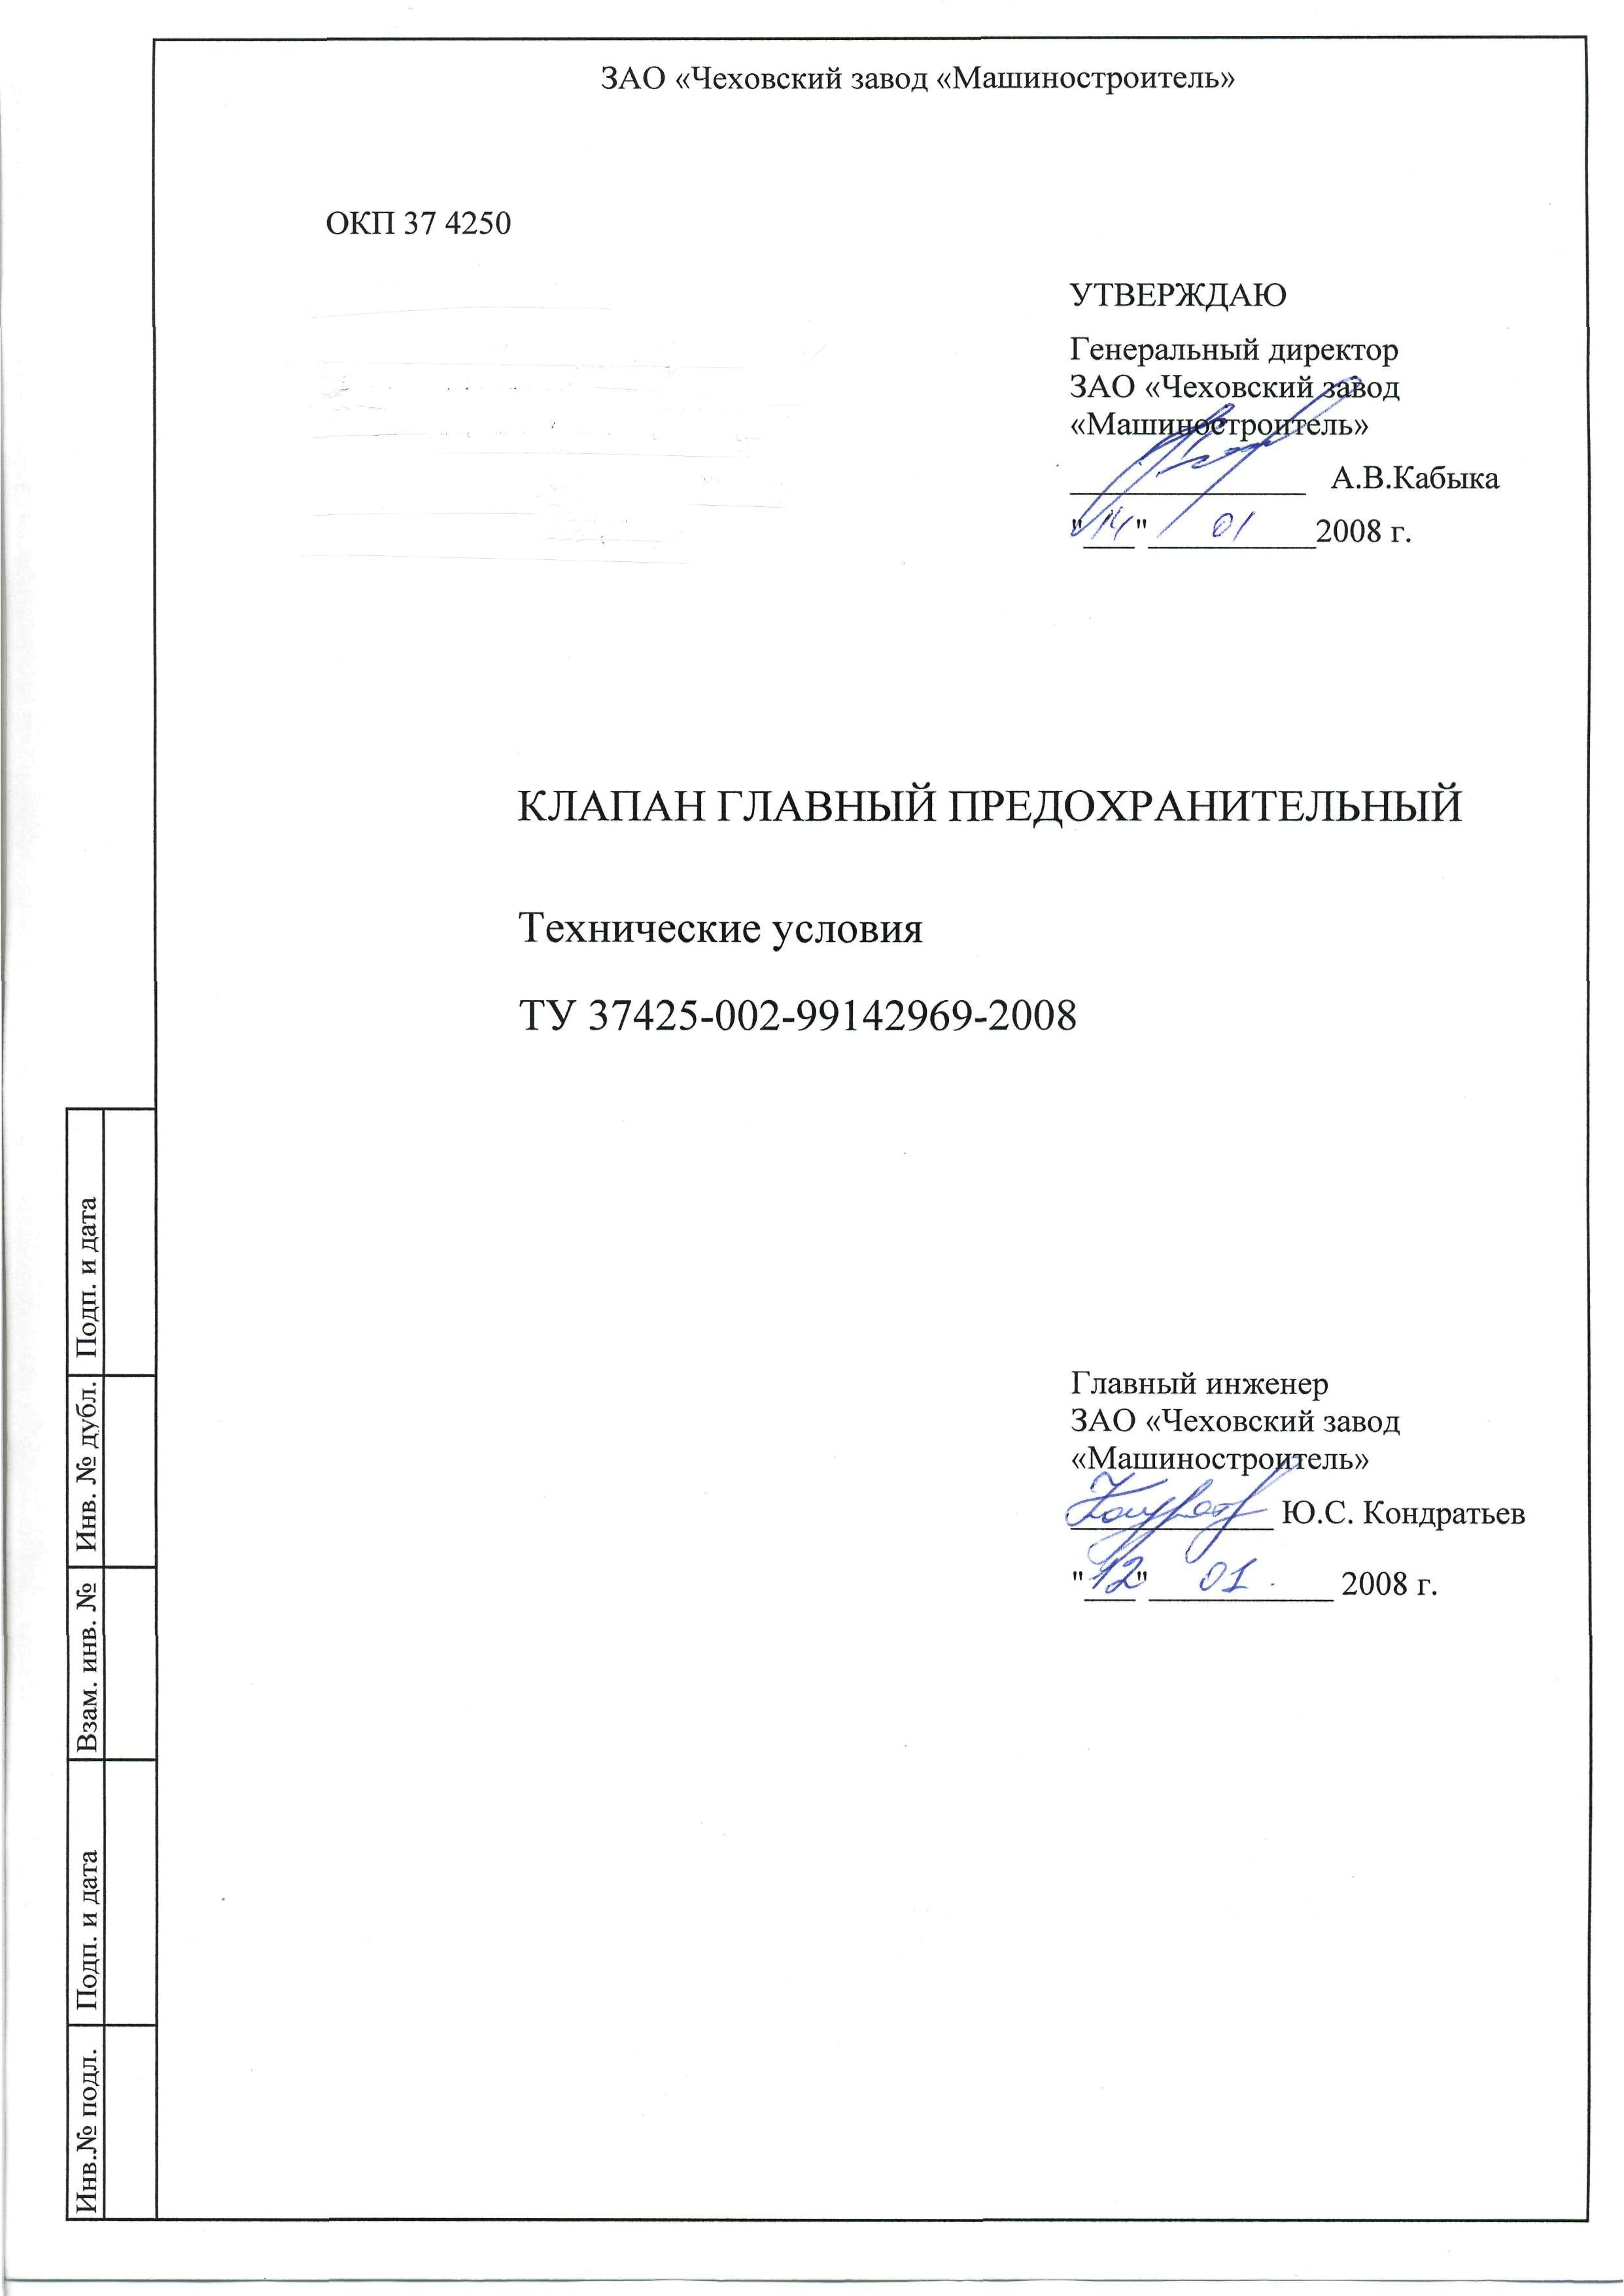 ЗАО «Чеховский завод «Машиностроитель»
ОКП 37 4250
УТВЕРЖДАЮ
Генеральный директор
ЗАО «Чеховский завод
«Машиностроитель»
А.В.Кабыка
"14" 01 2008 г.
КЛАПАН ГЛАВНЫЙ ПРЕДОХРАНИТЕЛЬНЫЙ
Технические условия
ТУ 37425-002-99142969-2008
Главный инженер
ЗАО «Чеховский завод
«Машиностроитель»
Ю.С. Кондратьев
"12" 01. 2008 г.
Подп. и дата
Инв. № дубл.
Взам. инв. №
Подп. и дата
Инв.№ подл.